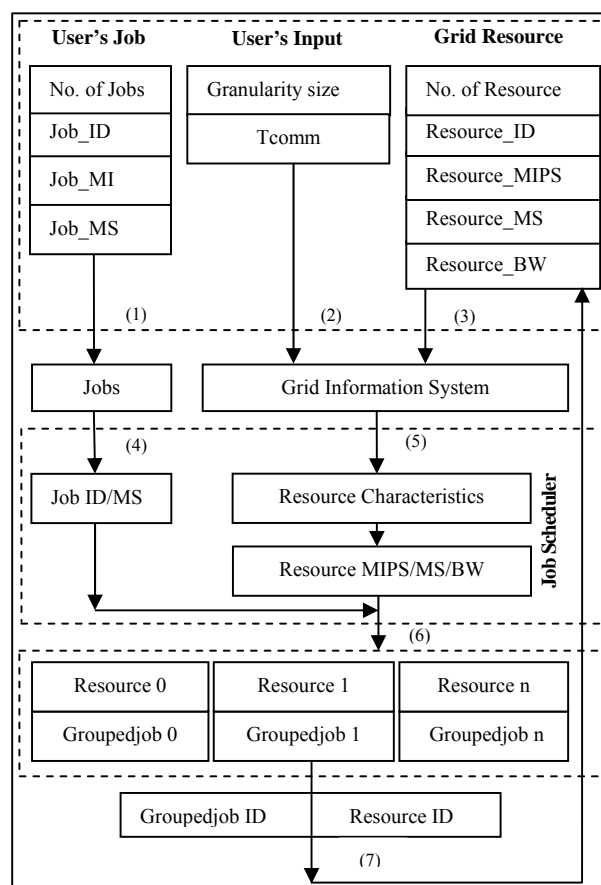 User's Job
User's Input
Grid Resource
No. of Jobs
Job_ID
Job_MI
Job_MS
Granularity size
Tcomm
No. of Resource
Resource_ID
Resource_MIPS
Resource_MS
Resource_BW
(1)
(2)
(3)
Jobs
Grid Information System
(4)
(5)
Job ID/MS
Resource Characteristics
Resource MIPS/MS/BW
Job Scheduler
(6)
Resource 0
Resource 1
Resource n
Groupedjob 0
Groupedjob 1
Groupedjob n
Groupedjob ID
Resource ID
(7)